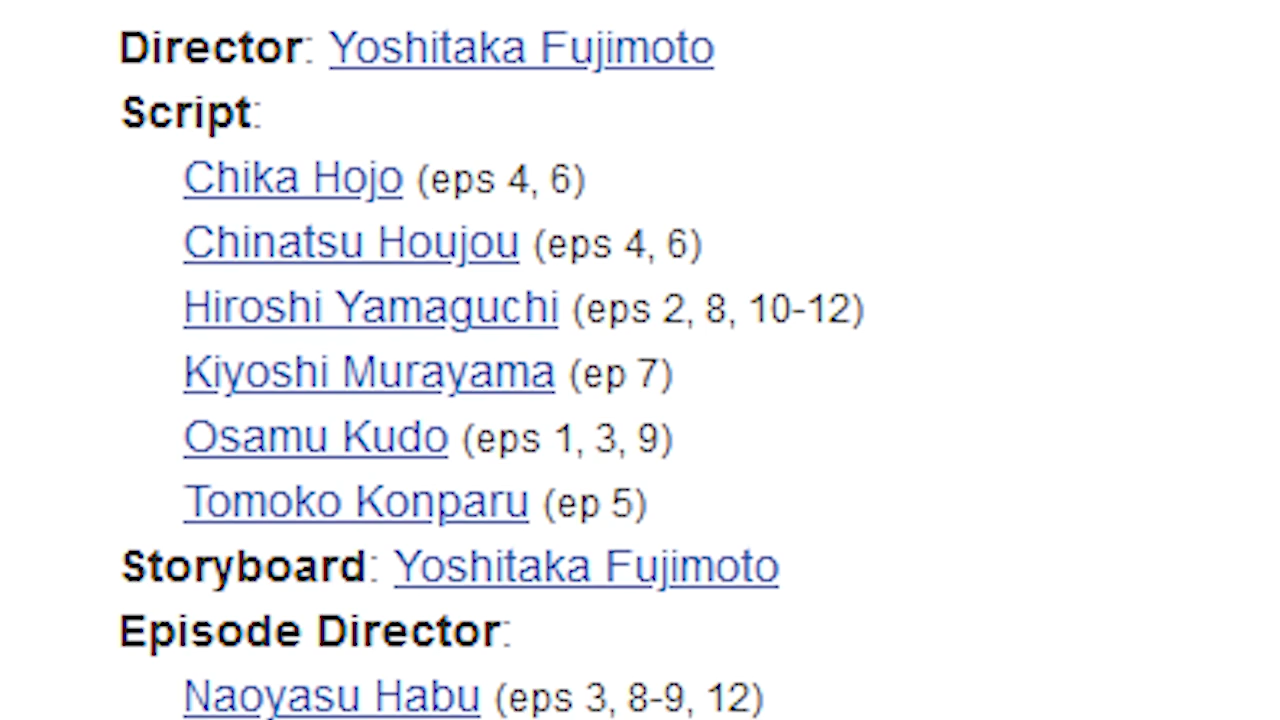 Director: Yoshitaka Fujimoto
Script:
Chika Hojo (eps 4, 6)
Chinatsu Houjou (eps 4, 6)
Hiroshi Yamaguchi (eps 2, 8, 10-12)
Kiyoshi Murayama (ep 7)
Osamu Kudo (eps 1, 3, 9)
Tomoko Konparu (ep 5)
Storyboard: Yoshitaka Fujimoto
Episode Director:
Naoyasu Habu (eps 3, 8-9, 12)